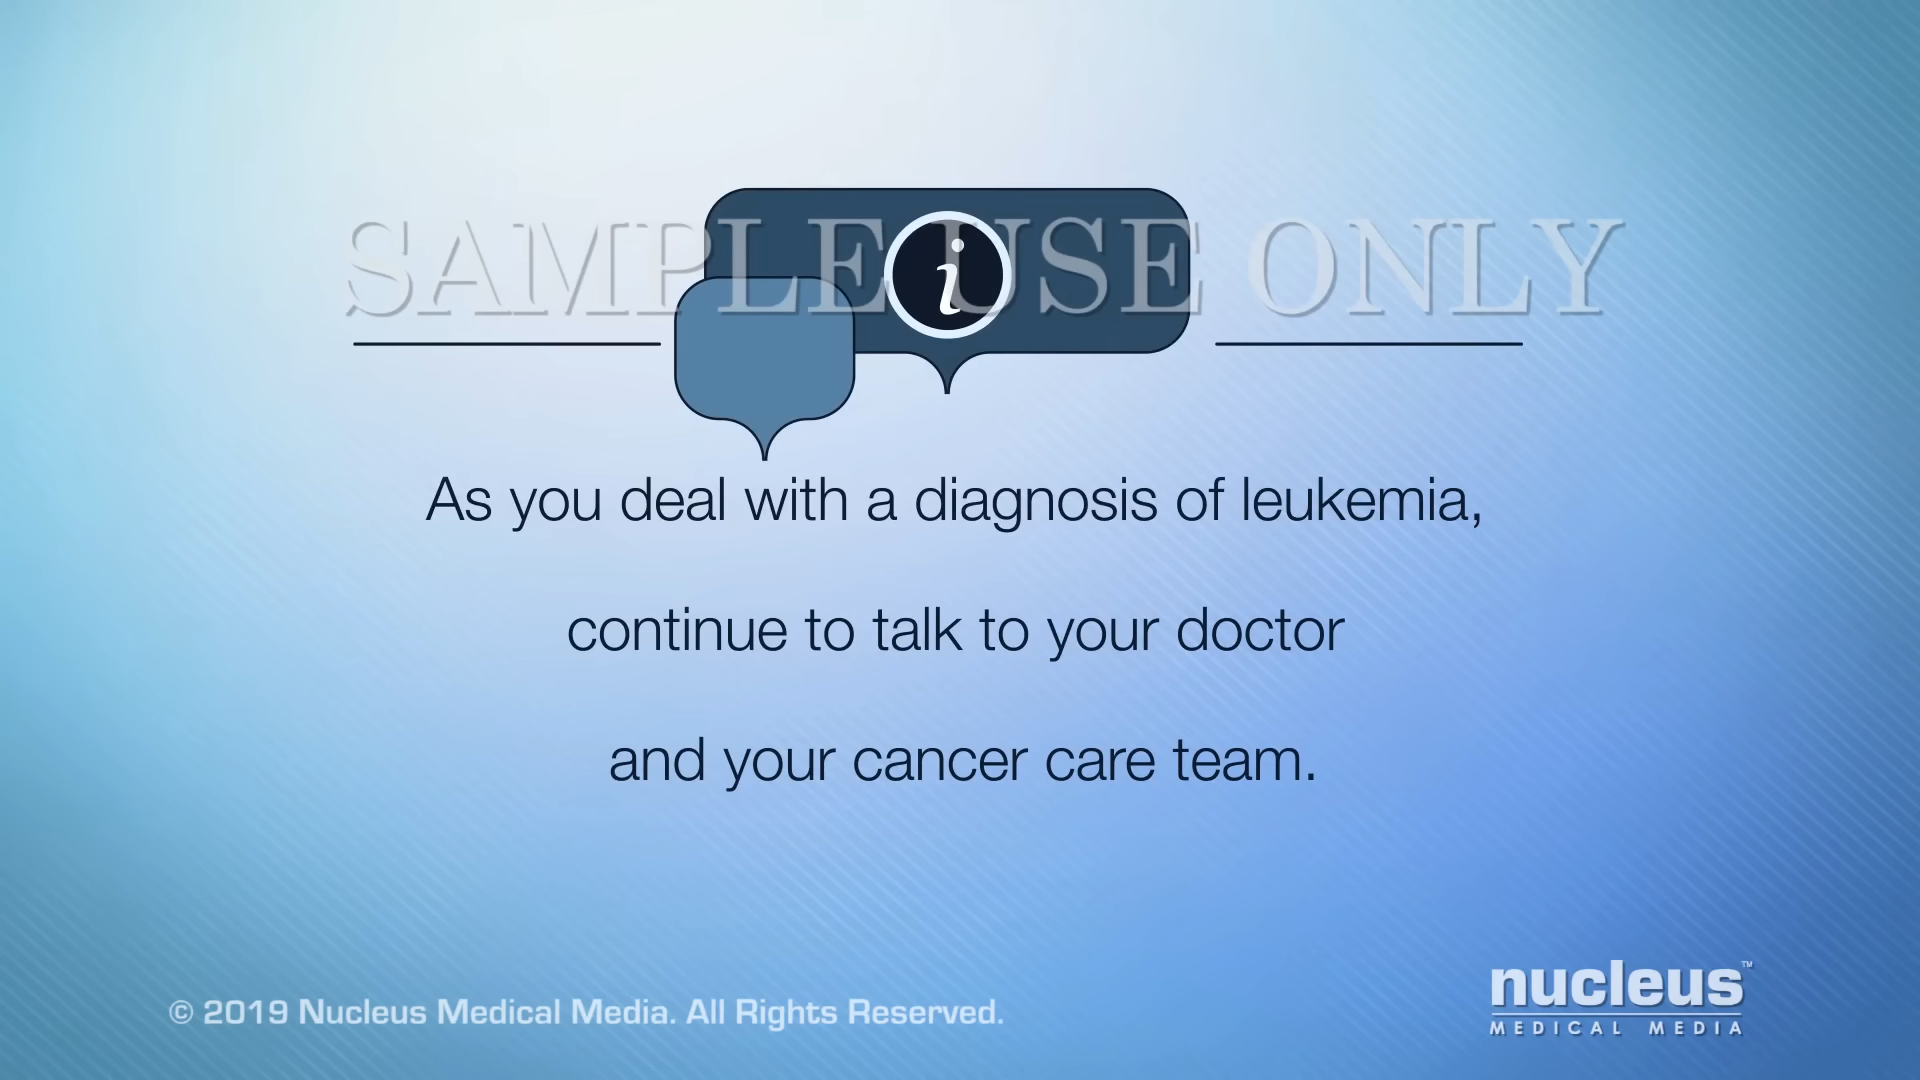 SAMPLE USE ONLY
i
As you deal with a diagnosis of leukemia,
continue to talk to your doctor
and your cancer care team.
© 2019 Nucleus Medical Media. All Rights Reserved.
nucleus™
MEDICAL MEDIA